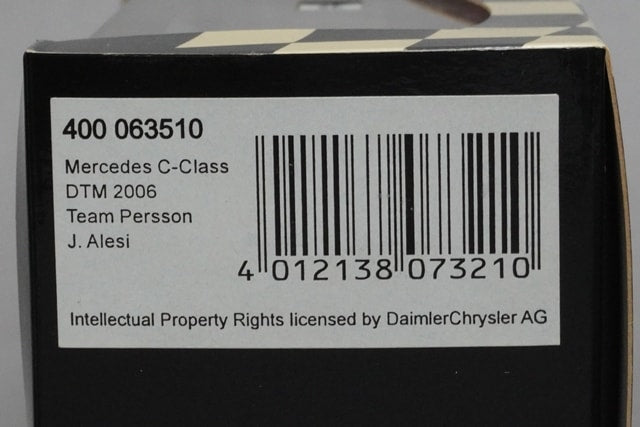 400 063510
Mercedes C-Class
DTM 2006
Team Persson
J. Alesi
4 012138 073210
Intellectual Property Rights licensed by DaimlerChrysler AG